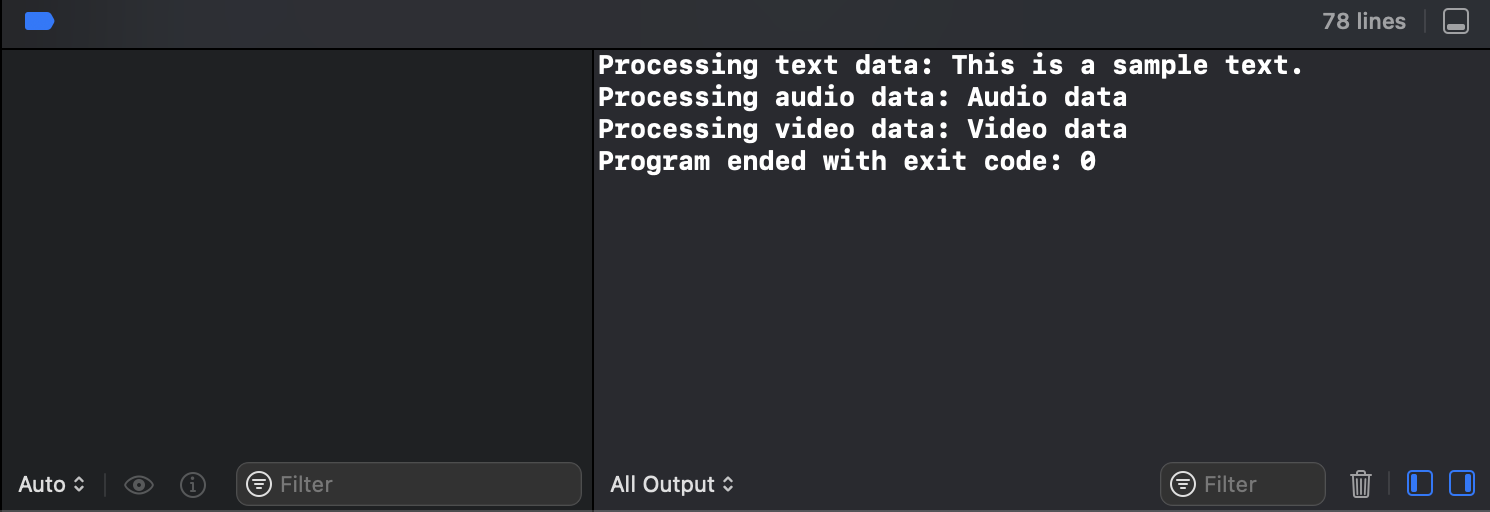 78 lines
Processing text data: This is a sample text.
Processing audio data: Audio data
Processing video data: Video data
Program ended with exit code: 0
Auto
Filter
All Output
Filter